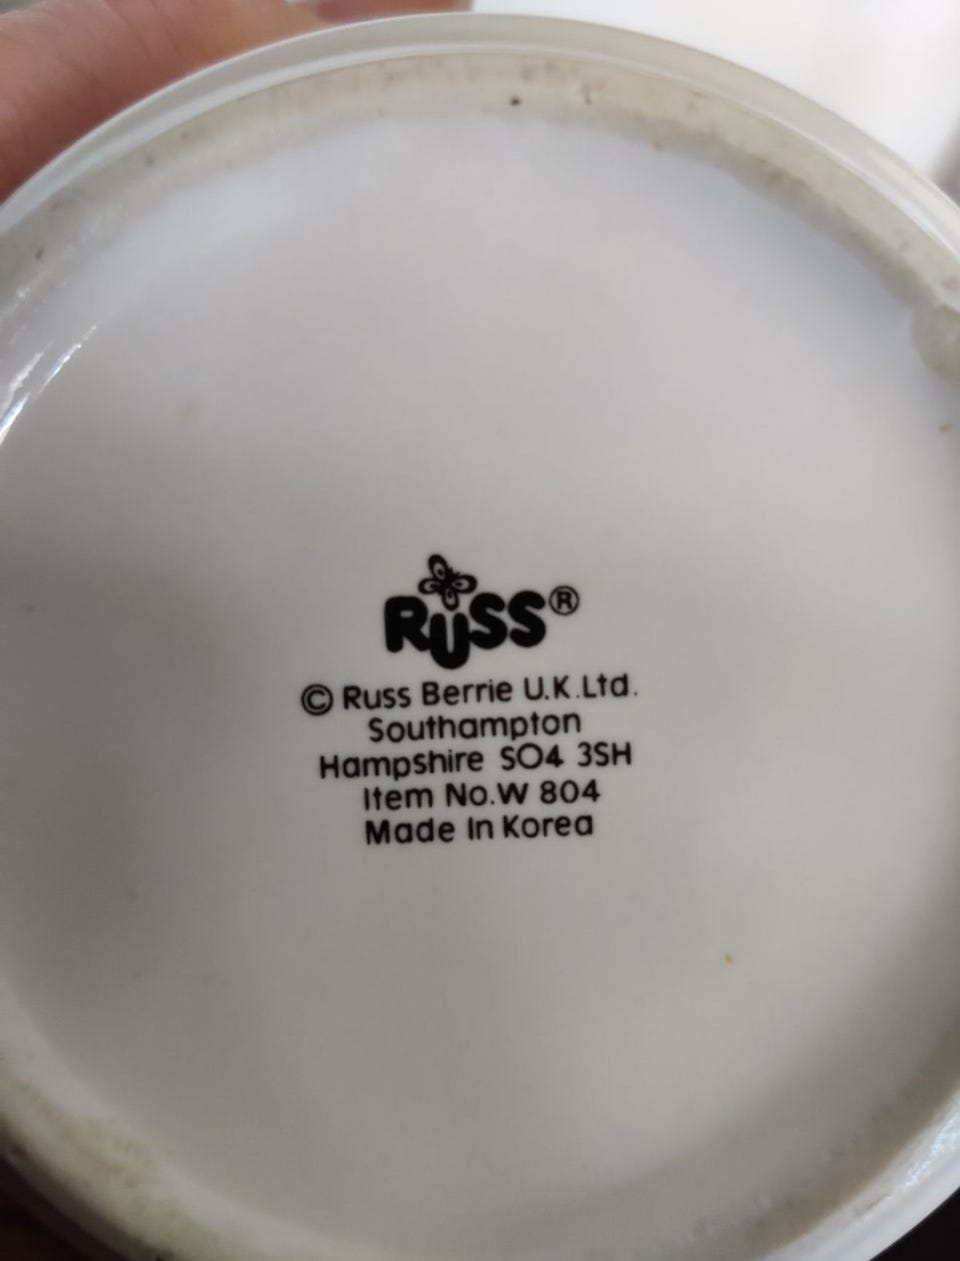 RUSS®
© Russ Berrie U.K.Ltd.
Southampton
Hampshire SO4 3SH
Item No.W 804
Made In Korea